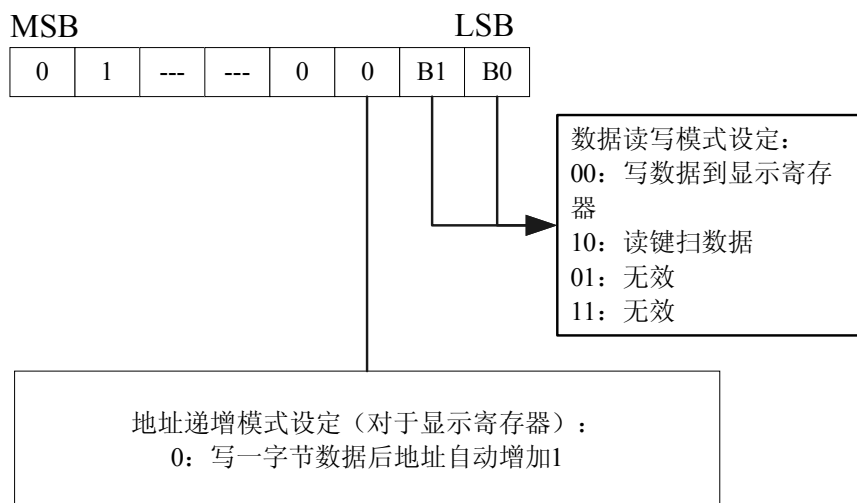 MSB LSB
0 1 --- --- 0 0 B1 B0
数据读写模式设定：
00：写数据到显示寄存
器
10：读键扫数据
01：无效
11：无效
地址递增模式设定（对于显示寄存器）：
0：写一字节数据后地址自动增加1